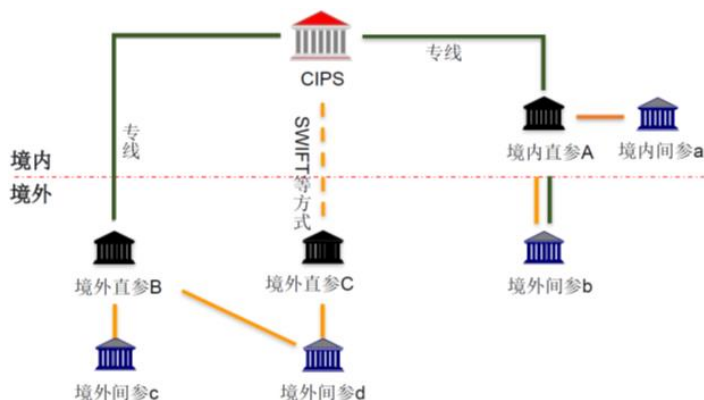 CIPS
专线
专线
SWIFT等方式
境内直参A
境内间参a
境内
境外
境外直参B
境外直参C
境外间参b
境外间参c
境外间参d